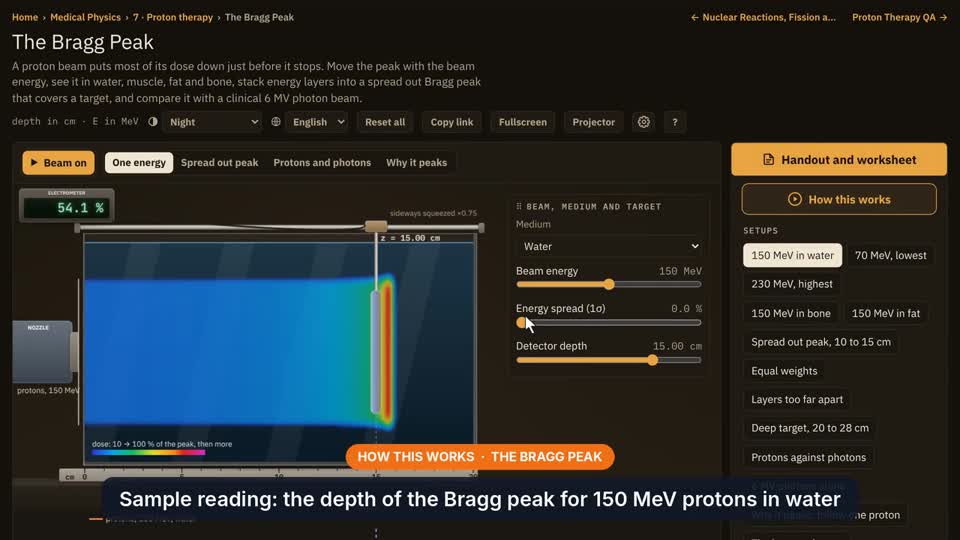 Home › Medical Physics › 7 · Proton therapy › The Bragg Peak
← Nuclear Reactions, Fission a… Proton Therapy QA →
The Bragg Peak
A proton beam puts most of its dose down just before it stops. Move the peak with the beam
energy, see it in water, muscle, fat and bone, stack energy layers into a spread out Bragg peak
that covers a target, and compare it with a clinical 6 MV photon beam.
depth in cm · E in MeV Night English Reset all Copy link Fullscreen Projector ?
Beam on One energy Spread out peak Protons and photons Why it peaks
ELECTROMETER
54.1 %
sideways squeezed ×0.75
z = 15.00 cm
NOZZLE
protons, 150 MeV
dose: 10 → 100 % of the peak, then more
cm 0
BEAM, MEDIUM AND TARGET
Medium
Water
Beam energy 150 MeV
Energy spread (1σ) 0.0 %
Detector depth 15.00 cm
Handout and worksheet
How this works
SETUPS
150 MeV in water 70 MeV, lowest
230 MeV, highest
150 MeV in bone 150 MeV in fat
Spread out peak, 10 to 15 cm
Equal weights
Layers too far apart
Deep target, 20 to 28 cm
Protons against photons
one proton
HOW THIS WORKS · THE BRAGG PEAK
Sample reading: the depth of the Bragg peak for 150 MeV protons in water